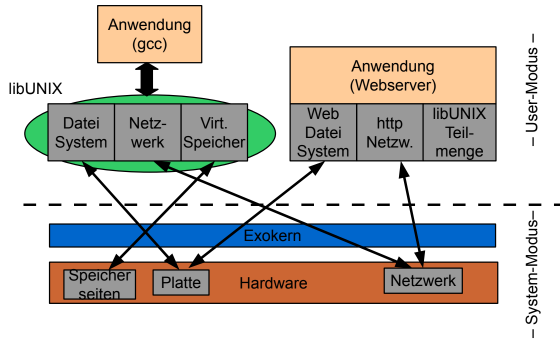 Anwendung
(gcc)
libUNIX
Datei
System
Netz-
werk
Virt.
Speicher
Anwendung
(Webserver)
Web
Datei
System
http
Netzw.
libUNIX
Teil-
menge
– User-Modus –
Exokern
Speicher
seiten
Platte
Hardware
Netzwerk
– System-Modus–